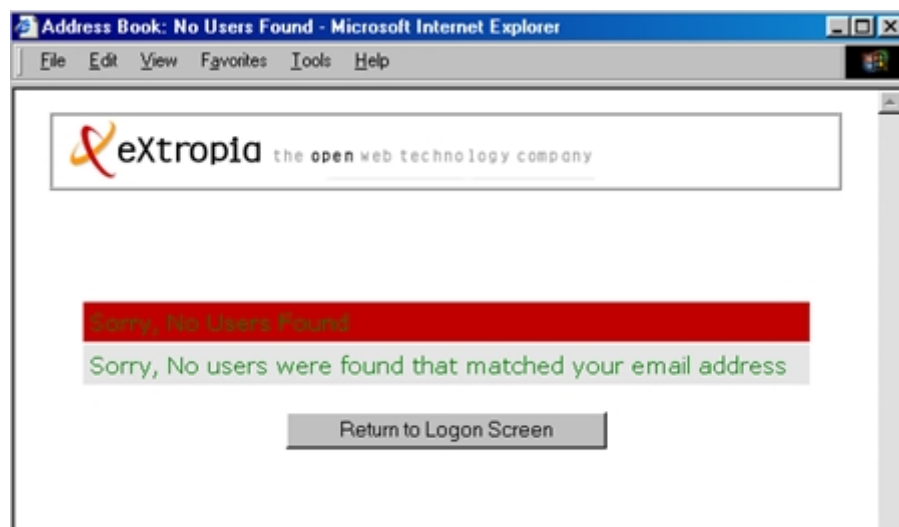 Address Book: No Users Found - Microsoft Internet Explorer
File Edit View Favorites Tools Help
eXtropia the open web technology company
Sorry, No Users Found
Sorry, No users were found that matched your email address
Return to Logon Screen